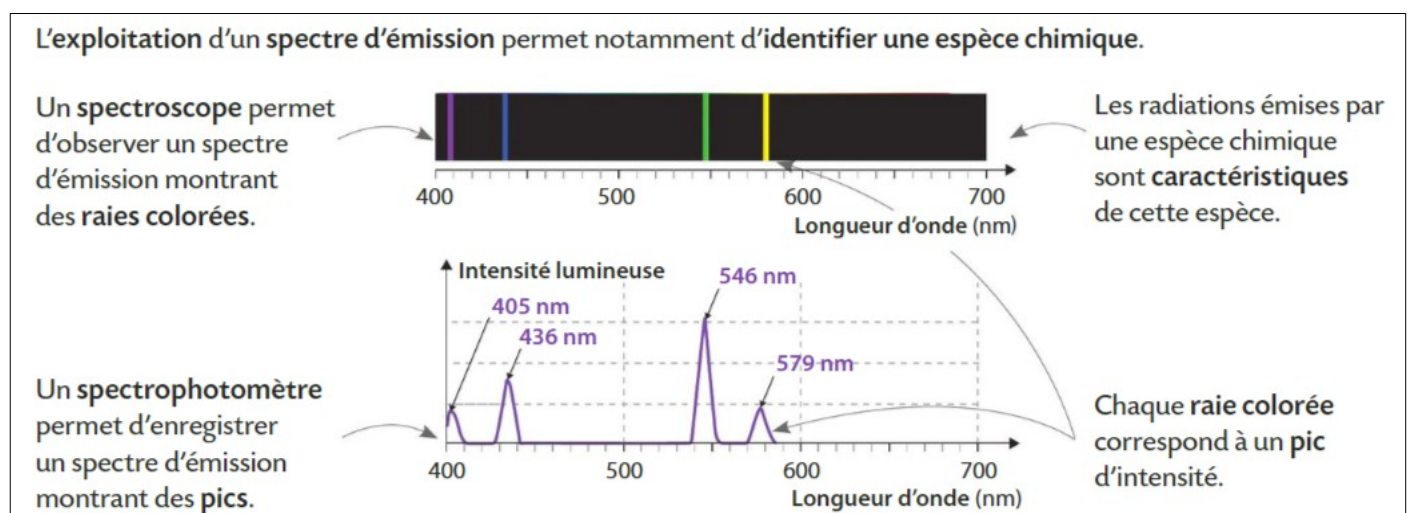 L'exploitation d'un spectre d'émission permet notamment d'identifier une espèce chimique.
Un spectroscope permet
d'observer un spectre
d'émission montrant
des raies colorées.
400 500 600 700
Longueur d'onde (nm)
Les radiations émises par
une espèce chimique
sont caractéristiques
de cette espèce.
Intensité lumineuse
405 nm
436 nm
546 nm
579 nm
400 500 600 700
Longueur d'onde (nm)
Un spectrophotomètre
permet d'enregistrer
un spectre d'émission
montrant des pics.
Chaque raie colorée
correspond à un pic
d'intensité.